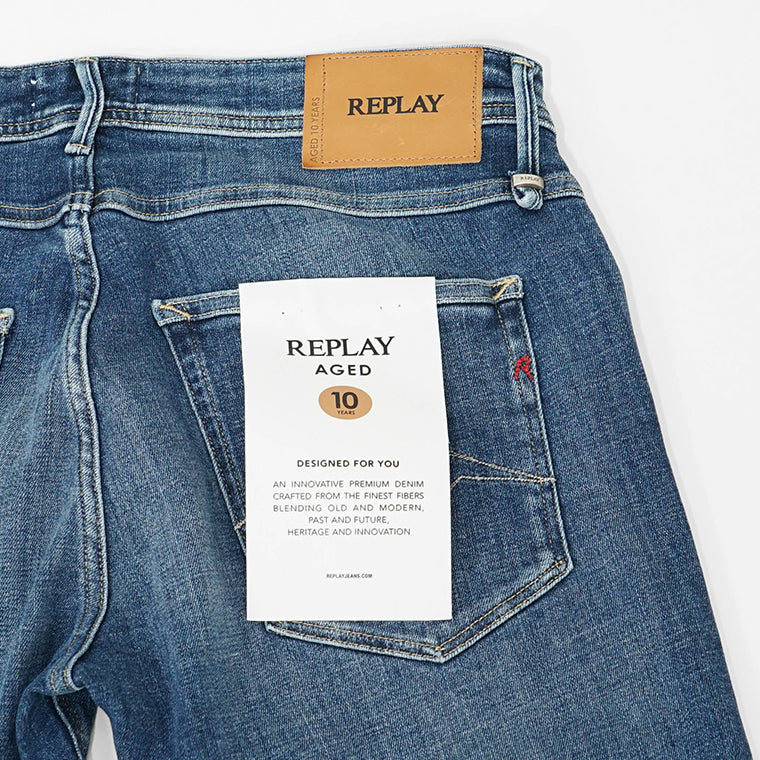 REPLAY
AGED 10 YEARS
REPLAY
REPLAY
AGED
10
YEARS
DESIGNED FOR YOU
AN INNOVATIVE PREMIUM DENIM
CRAFTED FROM THE FINEST FIBERS
BLENDING OLD AND MODERN,
PAST AND FUTURE,
HERITAGE AND INNOVATION
REPLAYJEANS.COM
R